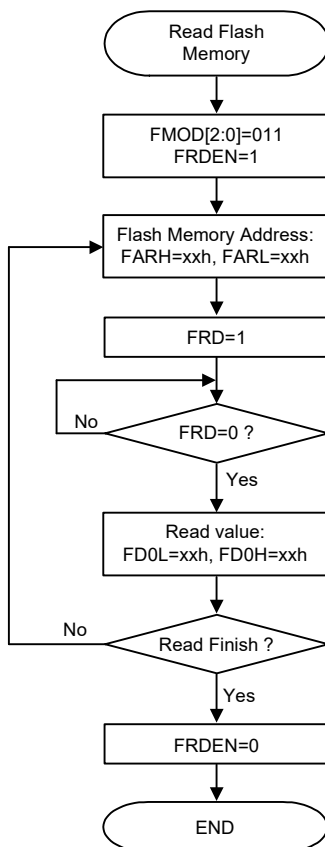 Read Flash
Memory
FMOD[2:0]=011
FRDEN=1
Flash Memory Address:
FARH=xxh, FARL=xxh
FRD=1
No
FRD=0 ?
Yes
Read value:
FD0L=xxh, FD0H=xxh
No
Read Finish ?
Yes
FRDEN=0
END